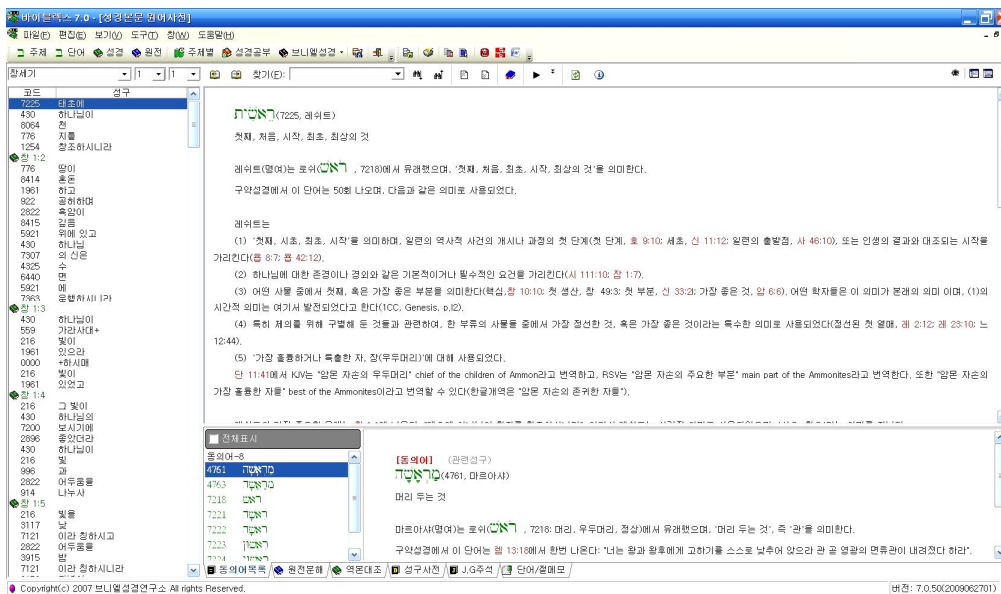 바이블렉스 7.0 - [성경본문 원어사전]
파일(F) 편집(E) 보기(V) 도구(T) 창(W) 도움말(H)
주제 단어 성경 원전 주제별 성경공부 보니엘성경
창세기 1 1 찾기(F):
코드 성구
7225 태초에
430 하나님이
8064 천
776 지를
1254 창조하시니라
창 1:2
776 땅이
8414 혼돈
1961 하고
922 공허하며
2822 흑암이
8415 깊음
5921 위에 있고
430 하나님
7307 의 신은
4325 수
6440 면
5921 에
7363 운행하시니라
창 1:3
430 하나님이
559 가라사대+
216 빛이
1961 있으라
0000 +하시매
216 빛이
1961 있었고
창 1:4
216 그 빛이
430 하나님의
7200 보시기에
2896 좋았더라
430 하나님이
216 빛
996 과
2822 어두움을
914 나누사
창 1:5
216 빛을
3117 낮
7121 이라 칭하시고
2822 어두움을
3915 밤
7121 이라 칭하시니라
רֵאשִׁית(7225, 레쉬트)
첫째, 처음, 시작, 최초, 최상의 것
레쉬트(명여)는 로쉬(רֹאשׁ , 7218)에서 유래했으며, '첫째, 처음, 최초, 시작, 최상의 것'을 의미한다.
구약성경에서 이 단어는 50회 나오며, 다음과 같은 의미로 사용되었다.
레쉬트는
(1) '첫째, 시초, 최초, 시작'을 의미하며, 일련의 역사적 사건의 개시나 과정의 첫 단계(첫 단계, 호 9:10; 세초, 신 11:12; 일련의 출발점, 사 46:10), 또는 인생의 결과와 대조되는 시작을
가리킨다(욥 8:7; 욥 42:12).
(2) 하나님에 대한 존경이나 경외와 같은 기본적이거나 필수적인 요건을 가리킨다(시 111:10; 잠 1:7).
(3) 어떤 사물 중에서 첫째, 혹은 가장 좋은 부분을 의미한다(핵심,창 10:10; 첫 생산, 창 49:3; 첫 부분, 신 33:21; 가장 좋은 것, 암 6:6). 어떤 학자들은 이 의미가 본래의 의미 이며, (1)의
시간적 의미는 여기서 발전되었다고 한다(1CC, Genesis, p,l2).
(4) 특히 제의를 위해 구별해 둔 것들과 관련하여, 한 부류의 사물들 중에서 가장 정선한 것, 혹은 가장 좋은 것이라는 특수한 의미로 사용되었다(정선된 첫 열매, 레 2:12; 레 23:10; 느
12:44).
(5) '가장 훌륭하거나 특출한 자, 장(우두머리)'에 대해 사용되었다.
단 11:41에서 KJV는 "암몬 자손의 우두머리" chief of the children of Ammon라고 번역하고, RSV는 "암몬 자손의 주요한 부분" main part of the Ammonites라고 번역한다. 또한 "암몬 자손의
가장 훌륭한 자들" best of the Ammonites이라고 번역할 수 있다(한글개역은 "암몬 자손의 존귀한 자들").
전체표시
동의어-8
4761 מַרְאָשָׁה
4763 מְרַאֲשָׁה
7218 ראשׁ
7221 ראשָׁה
7222 ראשָׁה
7223 ראשׁון
[동의어] (관련성구)
מַרְאָשָׁה(4761, 마르아샤)
머리 두는 것
마르아샤(명여)는 로쉬(רֹאשׁ , 7218: 머리, 우두머리, 정상)에서 유래했으며, '머리 두는 것', 즉 '관'을 의미한다.
구약성경에서 이 단어는 렘 13:18에서 한번 나온다: "너는 왕과 왕후에게 고하기를 스스로 낮추어 앉으라 관 곧 영광의 면류관이 내려졌다 하라".
동의어목록 원전분해 역본대조 성구사전 J.G주석 단어/절메모
Copyright(c) 2007 보니엘성경연구소 All rights Reserved. 버전: 7.0.50(2009062701)